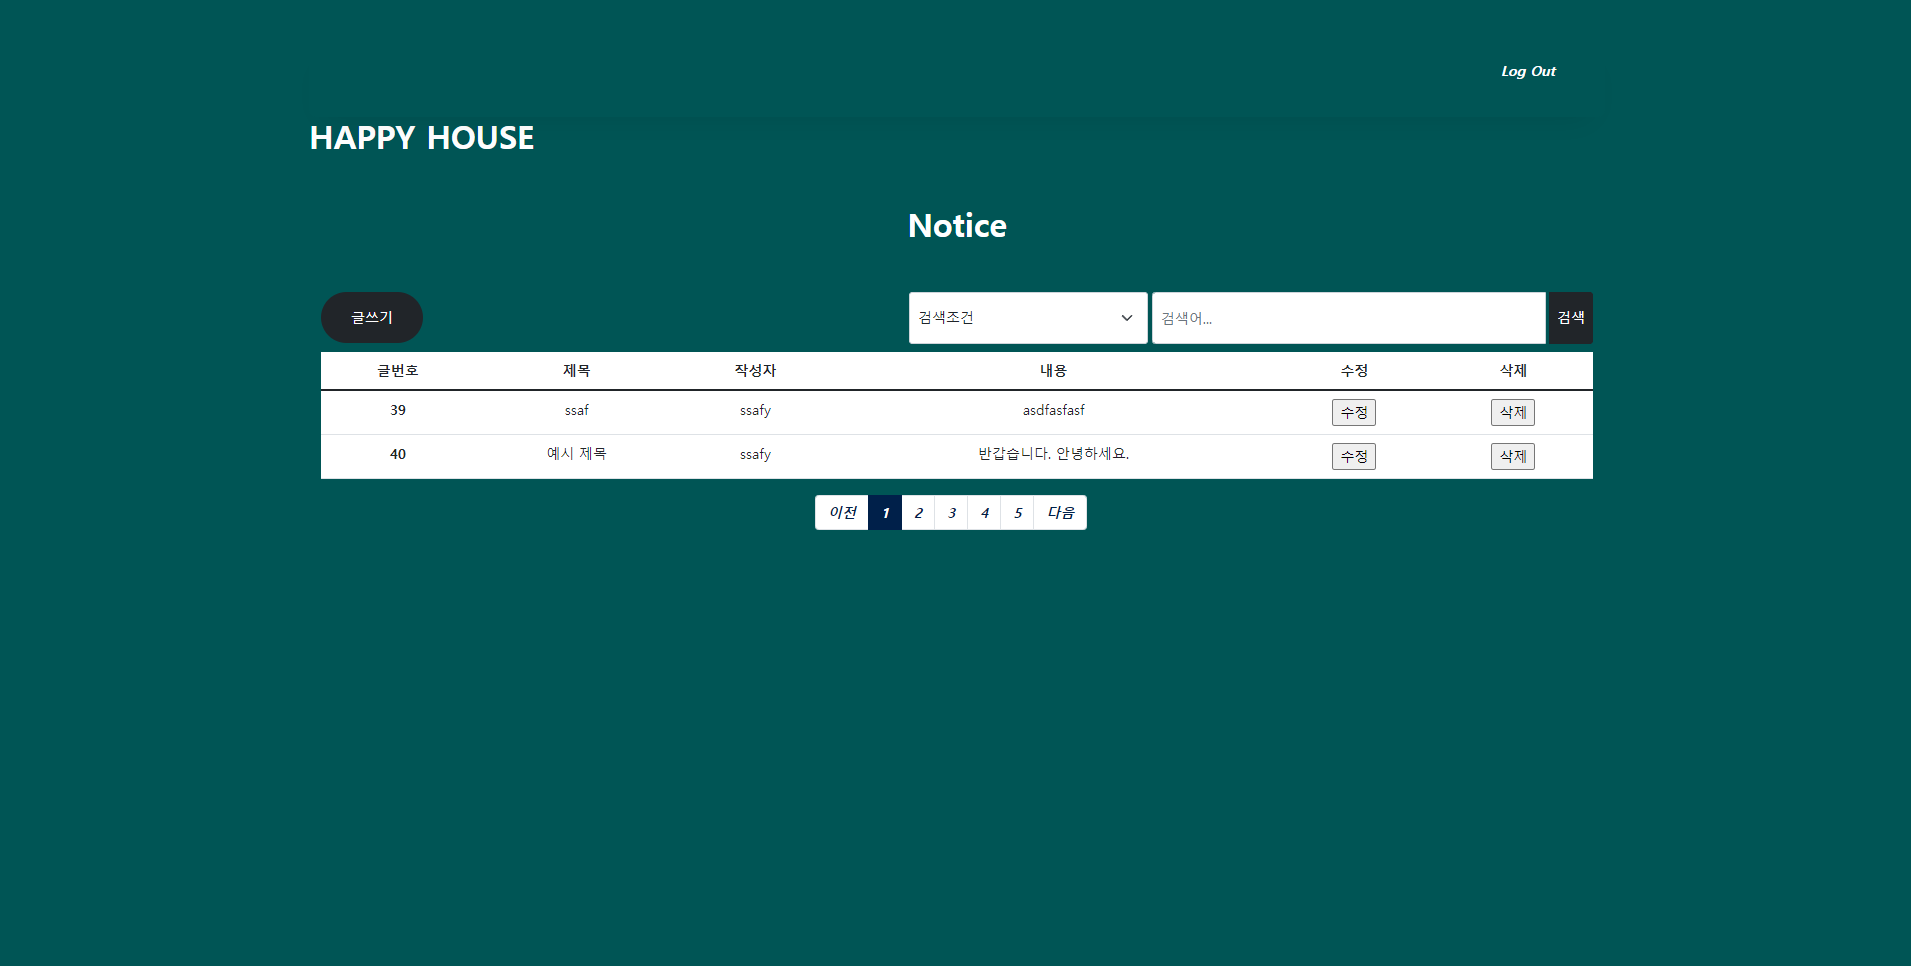 Log Out
HAPPY HOUSE
Notice
글쓰기 검색조건 검색어... 검색
글번호 제목 작성자 내용 수정 삭제
39 ssaf ssafy asdfasfasf 수정 삭제
40 예시 제목 ssafy 반갑습니다. 안녕하세요. 수정 삭제
이전 1 2 3 4 5 다음